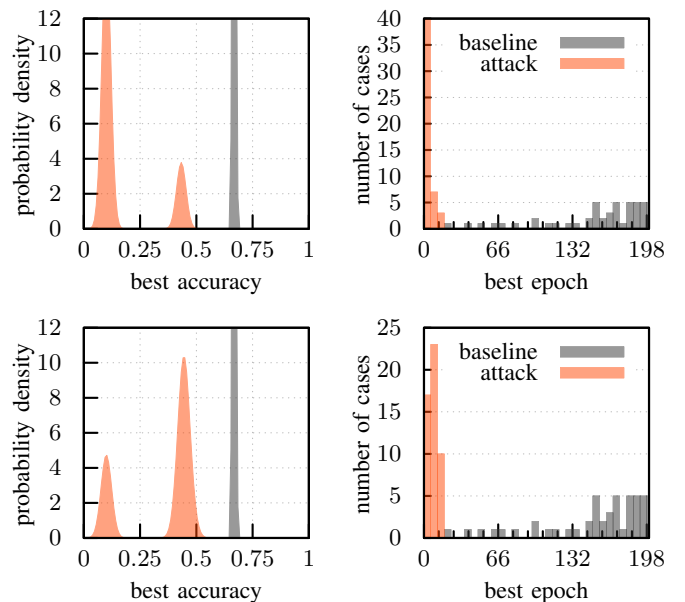 probability density
12
10
8
6
4
2
0
0 0.25 0.5 0.75 1
best accuracy
number of cases
40
35
30
25
20
15
10
5
0
baseline
attack
0 66 132 198
best epoch
probability density
12
10
8
6
4
2
0
0 0.25 0.5 0.75 1
best accuracy
number of cases
25
20
15
10
5
0
baseline
attack
0 66 132 198
best epoch